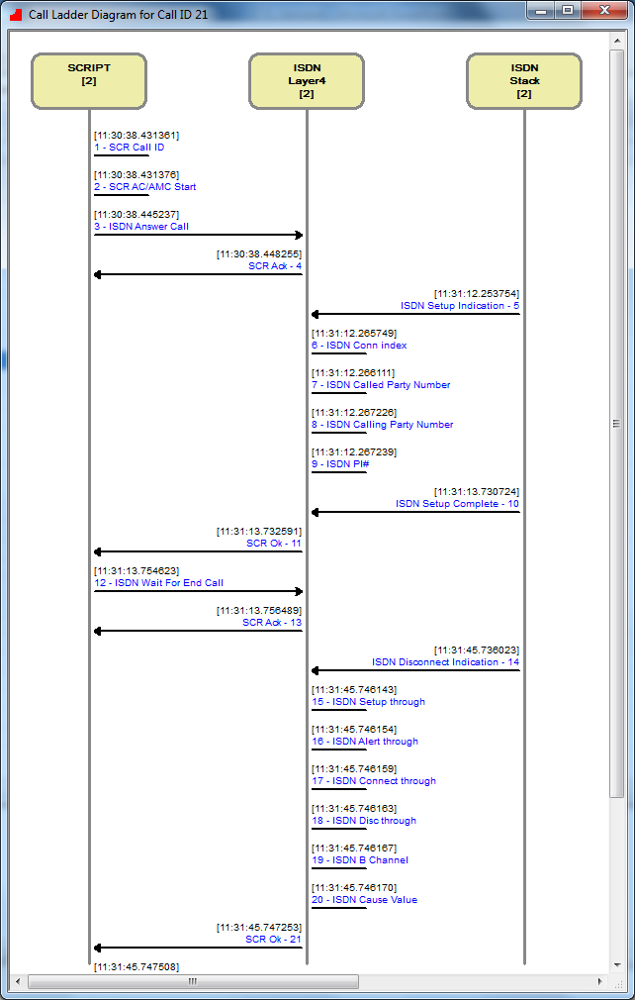 Call Ladder Diagram for Call ID 21
SCRIPT
[2]
ISDN
Layer4
[2]
ISDN
Stack
[2]
[11:30:38.431361]
1 - SCR Call ID
[11:30:38.431376]
2 - SCR AC/AMC Start
[11:30:38.445237]
3 - ISDN Answer Call
[11:30:38.448255]
SCR Ack - 4
[11:31:12.253754]
ISDN Setup Indication - 5
[11:31:12.265749]
6 - ISDN Conn index
[11:31:12.266111]
7 - ISDN Called Party Number
[11:31:12.267226]
8 - ISDN Calling Party Number
[11:31:12.267239]
9 - ISDN PI#
[11:31:13.730724]
ISDN Setup Complete - 10
[11:31:13.732591]
SCR Ok - 11
[11:31:13.754623]
12 - ISDN Wait For End Call
[11:31:13.756489]
SCR Ack - 13
[11:31:45.736023]
ISDN Disconnect Indication - 14
[11:31:45.746143]
15 - ISDN Setup through
[11:31:45.746154]
16 - ISDN Alert through
[11:31:45.746159]
17 - ISDN Connect through
[11:31:45.746163]
18 - ISDN Disc through
[11:31:45.746167]
19 - ISDN B Channel
[11:31:45.746170]
20 - ISDN Cause Value
[11:31:45.747253]
SCR Ok - 21
[11:31:45.747508]